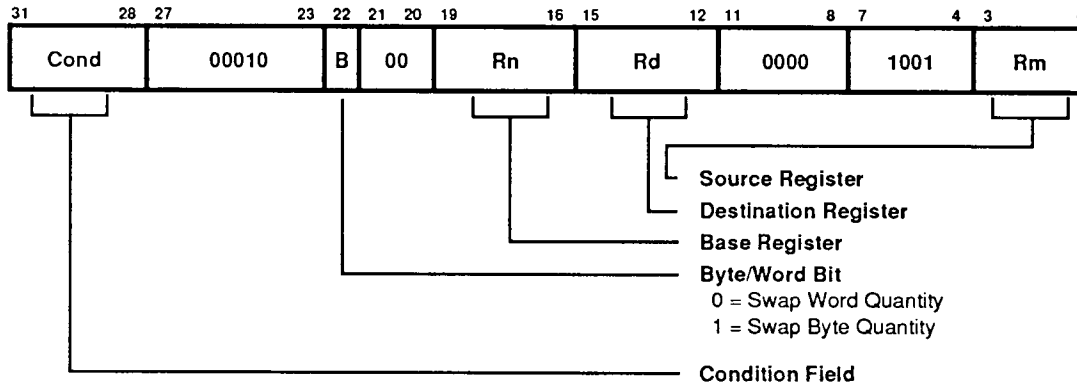 31 28 27 23 22 21 20 19 16 15 12 11 8 7 4 3
Cond 00010 B 00 Rn Rd 0000 1001 Rm
Source Register
Destination Register
Base Register
Byte/Word Bit
0 = Swap Word Quantity
1 = Swap Byte Quantity
Condition Field